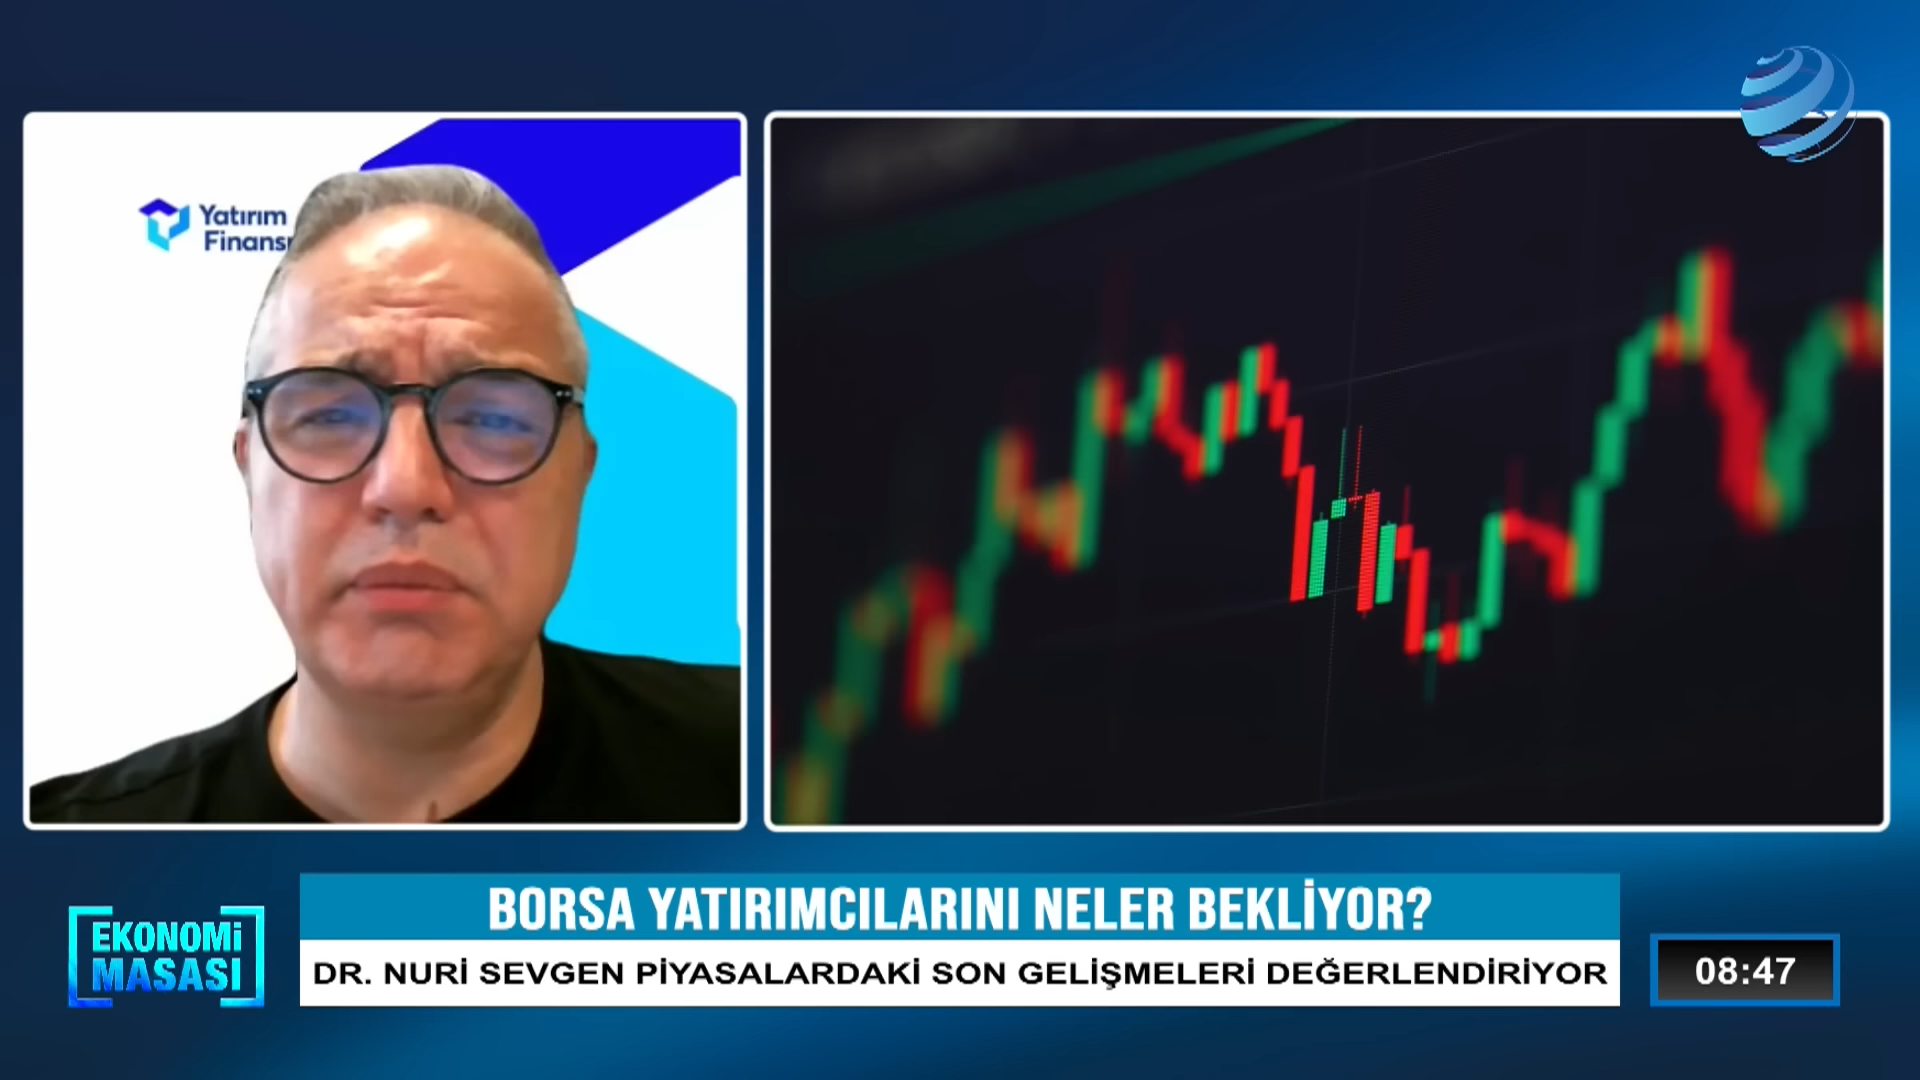 Yatırım
Finans
BORSA YATIRIMCILARINI NELER BEKLİYOR?
EKONOMİ
MASASI
DR. NURİ SEVGEN PİYASALARDAKİ SON GELİŞMELERİ DEĞERLENDİRİYOR
08:47